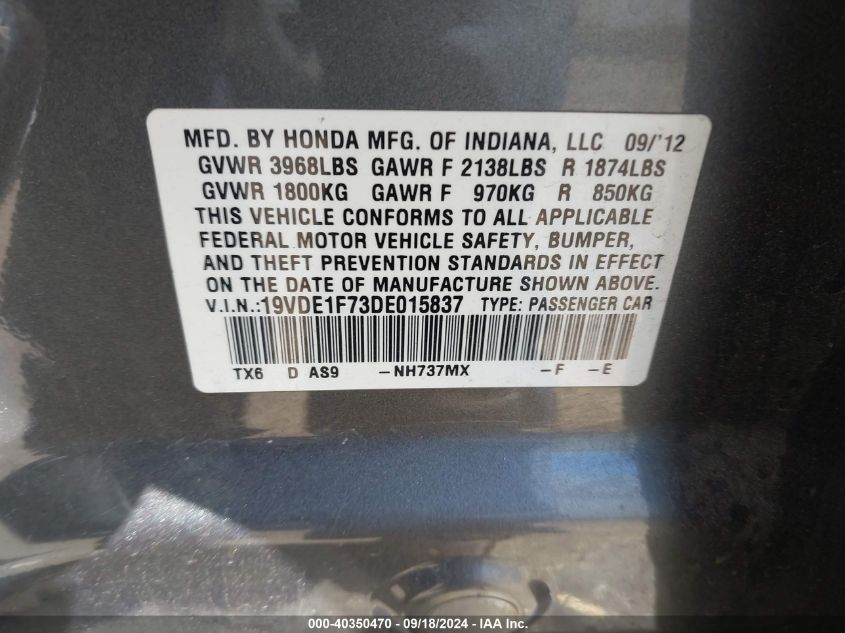 MFD. BY HONDA MFG. OF INDIANA, LLC 09/'12
GVWR 3968LBS GAWR F 2138LBS R 1874LBS
GVWR 1800KG GAWR F 970KG R 850KG
THIS VEHICLE CONFORMS TO ALL APPLICABLE
FEDERAL MOTOR VEHICLE SAFETY, BUMPER,
AND THEFT PREVENTION STANDARDS IN EFFECT
ON THE DATE OF MANUFACTURE SHOWN ABOVE.
V.I.N.:19VDE1F73DE015837 TYPE: PASSENGER CAR
TX6 D AS9 -NH737MX -F -E
000-40350470 - 09/18/2024 - IAA Inc.